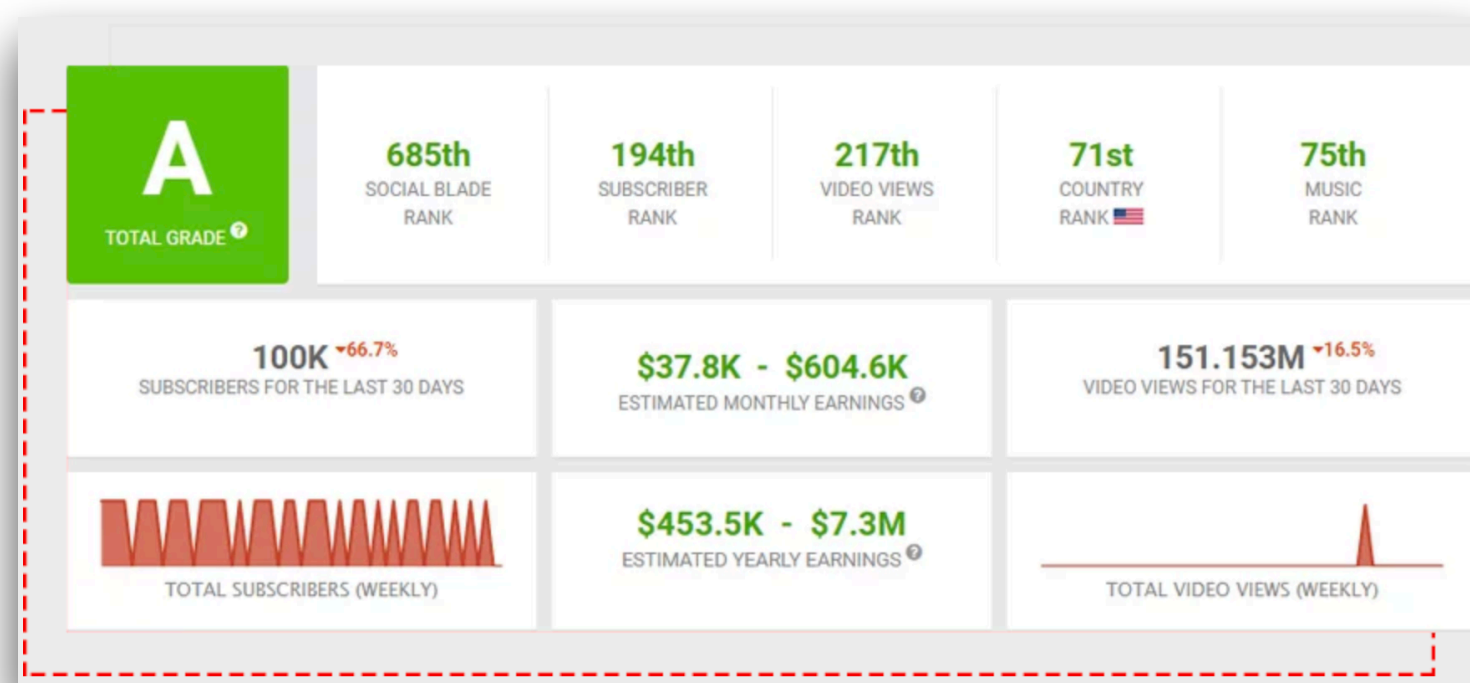 A
TOTAL GRADE ?
685th
SOCIAL BLADE
RANK
194th
SUBSCRIBER
RANK
217th
VIDEO VIEWS
RANK
71st
COUNTRY
RANK
75th
MUSIC
RANK
100K 66.7%
SUBSCRIBERS FOR THE LAST 30 DAYS
$37.8K - $604.6K
ESTIMATED MONTHLY EARNINGS ?
151.153M 16.5%
VIDEO VIEWS FOR THE LAST 30 DAYS
TOTAL SUBSCRIBERS (WEEKLY)
$453.5K - $7.3M
ESTIMATED YEARLY EARNINGS ?
TOTAL VIDEO VIEWS (WEEKLY)